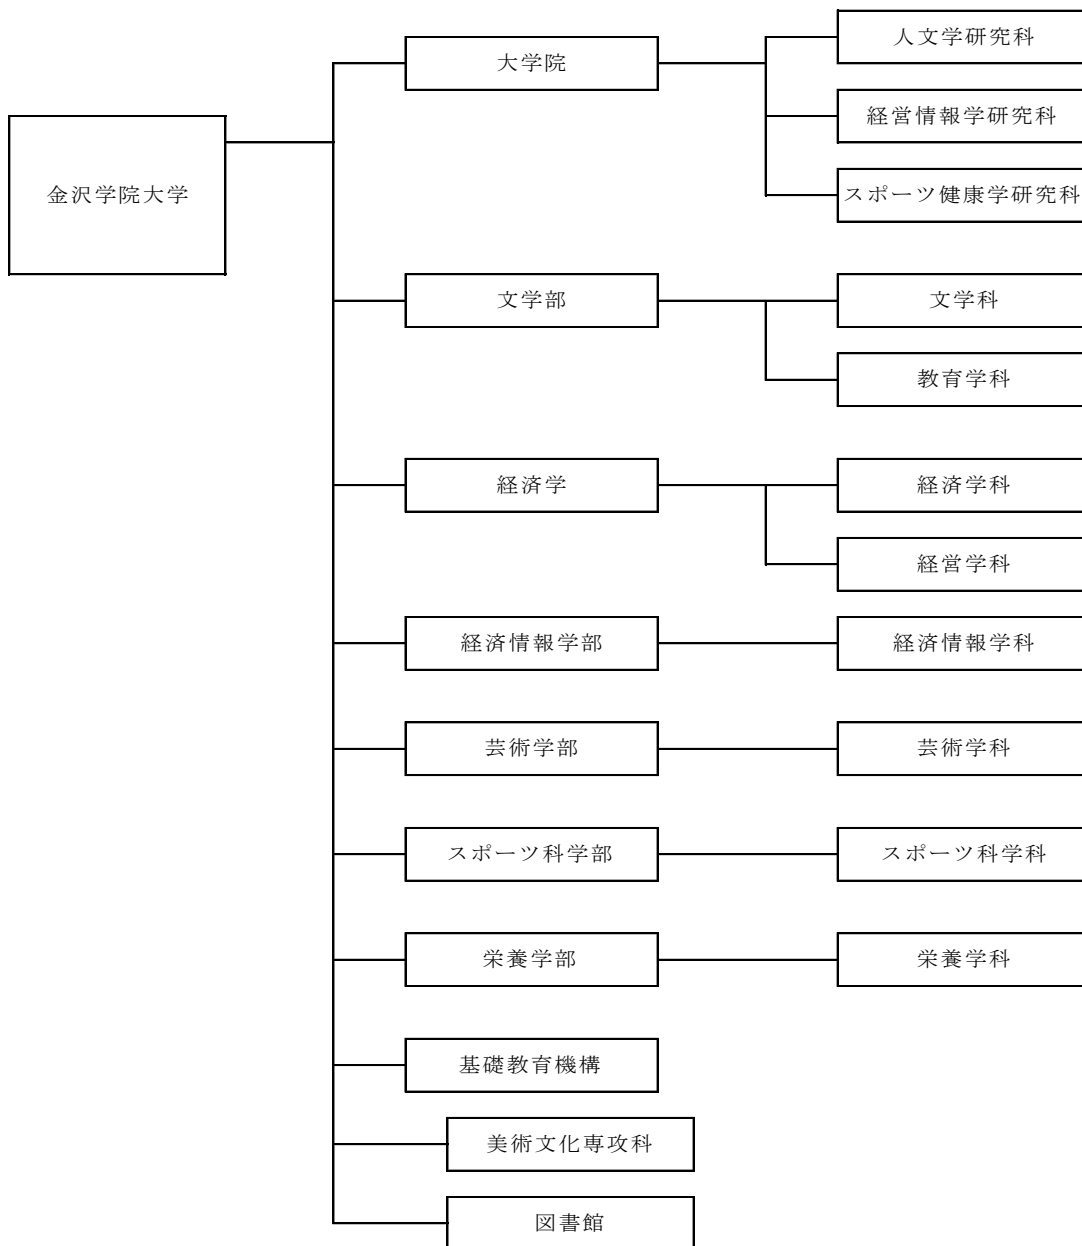 金沢学院大学
大学院
人文学研究科
経営情報学研究科
スポーツ健康学研究科
文学部
文学科
教育学科
経済学
経済学科
経営学科
経済情報学部
経済情報学科
芸術学部
芸術学科
スポーツ科学部
スポーツ科学科
栄養学部
栄養学科
基礎教育機構
美術文化専攻科
図書館